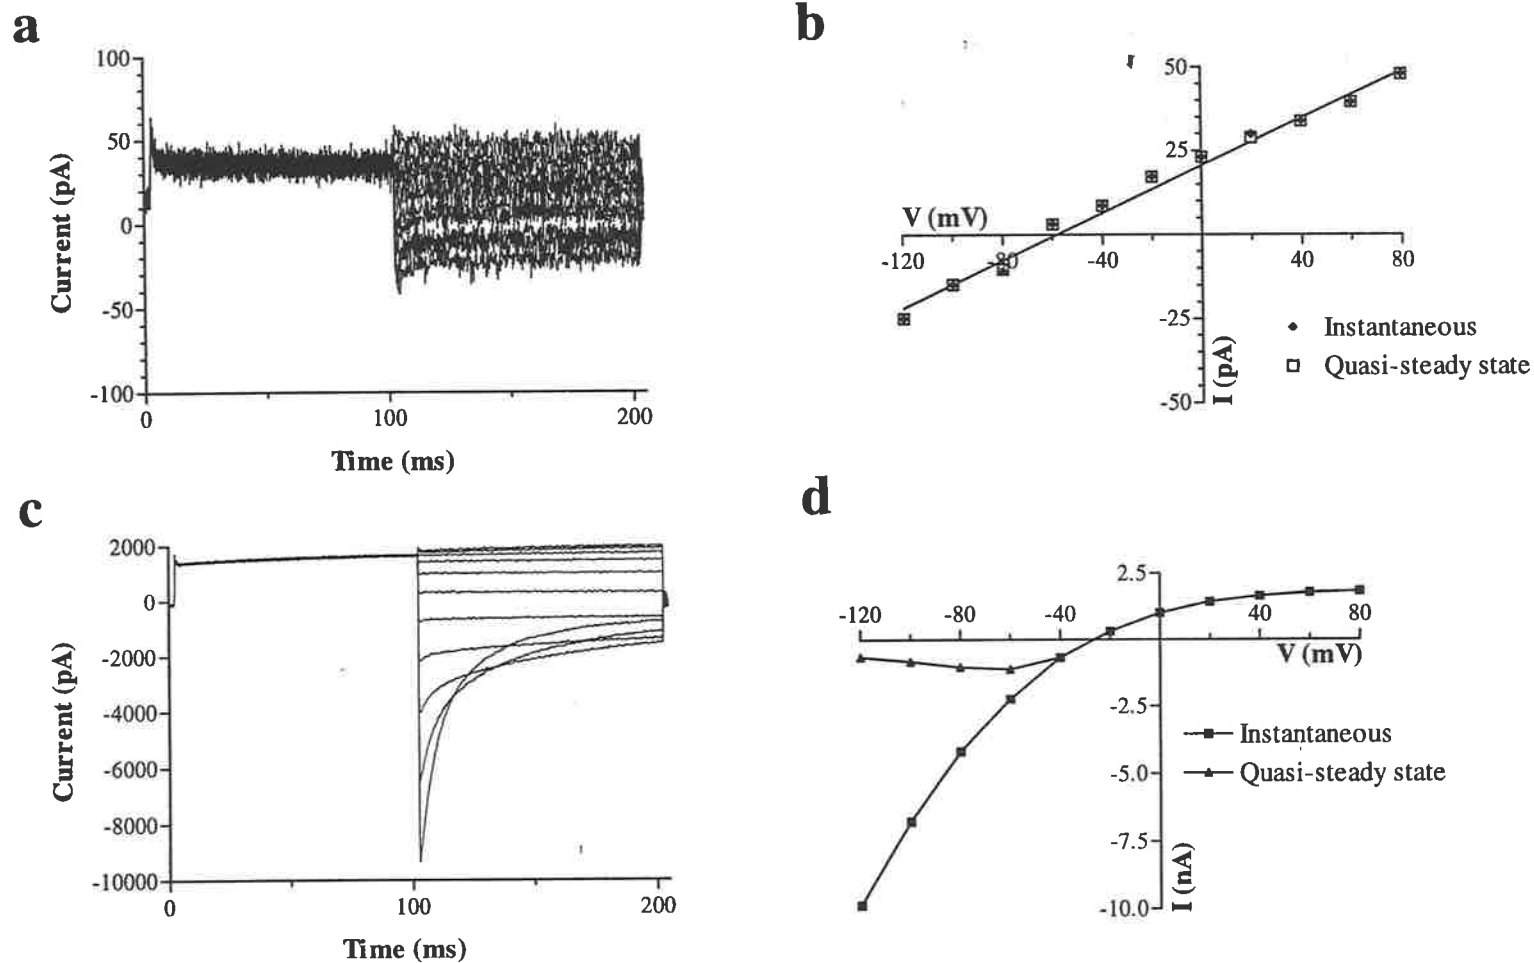 a
100
50
0
-50
-100
Current (pA)
0
100
200
Time (ms)
b
50
25
V (mV)
-120
-80
-40
40
80
-25
-50
I (pA)
Instantaneous
Quasi-steady state
c
2000
0
-2000
-4000
-6000
-8000
-10000
Current (pA)
0
100
200
Time (ms)
d
2.5
-120
-80
-40
40
80
V (mV)
-2.5
-5.0
-7.5
-10.0
I (nA)
Instantaneous
Quasi-steady state